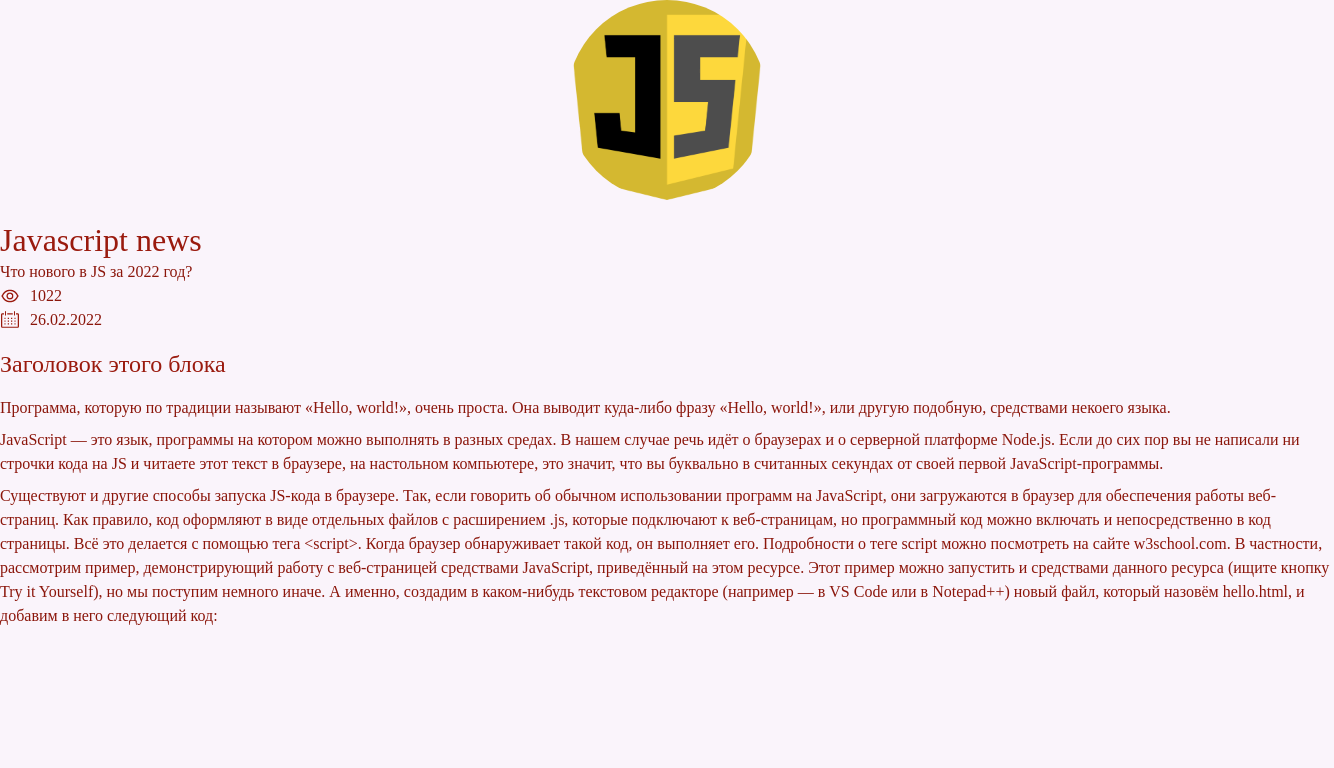 JS
Javascript news
Что нового в JS за 2022 год?
1022
26.02.2022
Заголовок этого блока
Программа, которую по традиции называют «Hello, world!», очень проста. Она выводит куда-либо фразу «Hello, world!», или другую подобную, средствами некоего языка.
JavaScript — это язык, программы на котором можно выполнять в разных средах. В нашем случае речь идёт о браузерах и о серверной платформе Node.js. Если до сих пор вы не написали ни
строчки кода на JS и читаете этот текст в браузере, на настольном компьютере, это значит, что вы буквально в считанных секундах от своей первой JavaScript-программы.
Существуют и другие способы запуска JS-кода в браузере. Так, если говорить об обычном использовании программ на JavaScript, они загружаются в браузер для обеспечения работы веб-
страниц. Как правило, код оформляют в виде отдельных файлов с расширением .js, которые подключают к веб-страницам, но программный код можно включать и непосредственно в код
страницы. Всё это делается с помощью тега <script>. Когда браузер обнаруживает такой код, он выполняет его. Подробности о теге script можно посмотреть на сайте w3school.com. В частности,
рассмотрим пример, демонстрирующий работу с веб-страницей средствами JavaScript, приведённый на этом ресурсе. Этот пример можно запустить и средствами данного ресурса (ищите кнопку
Try it Yourself), но мы поступим немного иначе. А именно, создадим в каком-нибудь текстовом редакторе (например — в VS Code или в Notepad++) новый файл, который назовём hello.html, и
добавим в него следующий код: